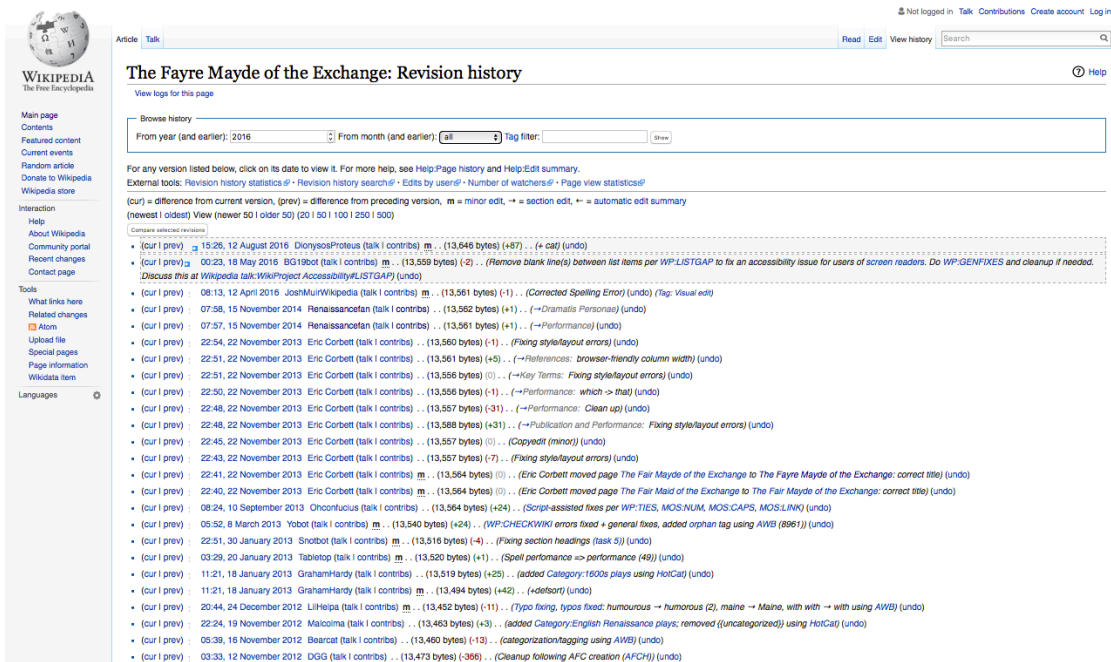 Not logged in Talk Contributions Create account Log in
Article Talk Read Edit View history Search
WIKIPEDIA
The Free Encyclopedia
The Fayre Mayde of the Exchange: Revision history
Help
View logs for this page
Main page
Contents
Featured content
Current events
Random article
Donate to Wikipedia
Wikipedia store
Interaction
Help
About Wikipedia
Community portal
Recent changes
Contact page
Tools
What links here
Related changes
Atom
Upload file
Special pages
Page information
Wikidata item
Languages
Browse history
From year (and earlier): 2016 From month (and earlier): all Tag filter: Show
For any version listed below, click on its date to view it. For more help, see Help:Page history and Help:Edit summary.
External tools: Revision history statistics · Revision history search · Edits by user · Number of watchers · Page view statistics
(cur) = difference from current version, (prev) = difference from preceding version, m = minor edit, → = section edit, ← = automatic edit summary
(newest | oldest) View (newer 50 | older 50) (20 | 50 | 100 | 250 | 500)
Compare selected revisions
(cur | prev) 15:26, 12 August 2016 DionysosProteus (talk | contribs) m . . (13,646 bytes) (+87) . . (+ cat) (undo)
(cur | prev) 00:23, 18 May 2016 BG19bot (talk | contribs) m . . (13,559 bytes) (-2) . . (Remove blank line(s) between list items per WP:LISTGAP to fix an accessibility issue for users of screen readers. Do WP:GENFIXES and cleanup if needed.
Discuss this at Wikipedia talk:WikiProject Accessibility#LISTGAP) (undo)
(cur | prev) 08:13, 12 April 2016 JoshMuirWikipedia (talk | contribs) m . . (13,561 bytes) (-1) . . (Corrected Spelling Error) (undo) (Tag: Visual edit)
(cur | prev) 07:58, 15 November 2014 Renaissancefan (talk | contribs) . . (13,562 bytes) (+1) . . (→Dramatis Personae) (undo)
(cur | prev) 07:57, 15 November 2014 Renaissancefan (talk | contribs) . . (13,561 bytes) (+1) . . (→Performance) (undo)
(cur | prev) 22:54, 22 November 2013 Eric Corbett (talk | contribs) . . (13,560 bytes) (-1) . . (Fixing style/layout errors) (undo)
(cur | prev) 22:51, 22 November 2013 Eric Corbett (talk | contribs) . . (13,561 bytes) (+5) . . (→References: browser-friendly column width) (undo)
(cur | prev) 22:51, 22 November 2013 Eric Corbett (talk | contribs) . . (13,556 bytes) (0) . . (→Key Terms: Fixing style/layout errors) (undo)
(cur | prev) 22:50, 22 November 2013 Eric Corbett (talk | contribs) . . (13,556 bytes) (-1) . . (→Performance: which -> that) (undo)
(cur | prev) 22:48, 22 November 2013 Eric Corbett (talk | contribs) . . (13,557 bytes) (-31) . . (→Performance: Clean up) (undo)
(cur | prev) 22:48, 22 November 2013 Eric Corbett (talk | contribs) . . (13,588 bytes) (+31) . . (→Publication and Performance: Fixing style/layout errors) (undo)
(cur | prev) 22:45, 22 November 2013 Eric Corbett (talk | contribs) . . (13,557 bytes) (0) . . (Copyedit (minor)) (undo)
(cur | prev) 22:43, 22 November 2013 Eric Corbett (talk | contribs) . . (13,557 bytes) (-7) . . (Fixing style/layout errors) (undo)
(cur | prev) 22:41, 22 November 2013 Eric Corbett (talk | contribs) m . . (13,564 bytes) (0) . . (Eric Corbett moved page The Fair Mayde of the Exchange to The Fayre Mayde of the Exchange: correct title) (undo)
(cur | prev) 22:40, 22 November 2013 Eric Corbett (talk | contribs) m . . (13,564 bytes) (0) . . (Eric Corbett moved page The Fair Maid of the Exchange to The Fair Mayde of the Exchange: correct title) (undo)
(cur | prev) 08:24, 10 September 2013 Ohconfucius (talk | contribs) . . (13,564 bytes) (+24) . . (Script-assisted fixes per WP:TIES, MOS:NUM, MOS:CAPS, MOS:LINK) (undo)
(cur | prev) 05:52, 8 March 2013 Yobot (talk | contribs) m . . (13,540 bytes) (+24) . . (WP:CHECKWIKI errors fixed + general fixes, added orphan tag using AWB (8961)) (undo)
(cur | prev) 22:51, 30 January 2013 Snotbot (talk | contribs) m . . (13,516 bytes) (-4) . . (Fixing section headings (task 5)) (undo)
(cur | prev) 03:29, 20 January 2013 Tabletop (talk | contribs) m . . (13,520 bytes) (+1) . . (Spell perfomance => performance (49)) (undo)
(cur | prev) 11:21, 18 January 2013 GrahamHardy (talk | contribs) . . (13,519 bytes) (+25) . . (added Category:1600s plays using HotCat) (undo)
(cur | prev) 11:21, 18 January 2013 GrahamHardy (talk | contribs) m . . (13,494 bytes) (+42) . . (+defsort) (undo)
(cur | prev) 20:44, 24 December 2012 LilHelpa (talk | contribs) m . . (13,452 bytes) (-11) . . (Typo fixing, typos fixed: humourous → humorous (2), maine → Maine, with with → with using AWB) (undo)
(cur | prev) 22:24, 19 November 2012 Malcolma (talk | contribs) . . (13,463 bytes) (+3) . . (added Category:English Renaissance plays; removed {{uncategorized}} using HotCat) (undo)
(cur | prev) 05:39, 16 November 2012 Bearcat (talk | contribs) . . (13,460 bytes) (-13) . . (categorization/tagging using AWB) (undo)
(cur | prev) 03:33, 12 November 2012 DGG (talk | contribs) . . (13,473 bytes) (-366) . . (Cleanup following AFC creation (AFCH)) (undo)